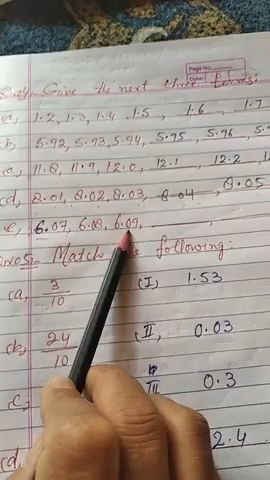 Page No.
Date
Give the next three terms:
a, 1.2, 1.3, 1.4, 1.5, 1.6, 1.7
b, 5.92, 5.93, 5.94, 5.95, 5.96,
11.8, 11.9, 12.0, 12.1, 12.2,
(d, 8.01, 8.02, 8.03, 8.04, 8.05
e, 6.07, 6.08, 6.09,
Match following:
(a, 3/10 (I) 1.53
(b, 24/10 II, 0.03
c, III 0.3
(d, 2.4